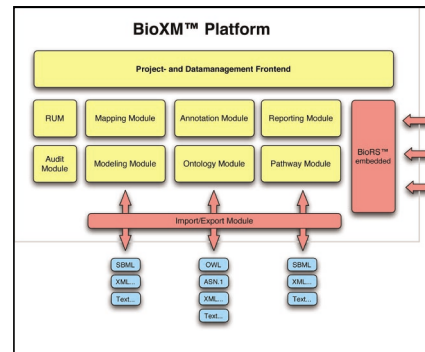 BioXM™ Platform
Project- and Datamanagement Frontend
RUM
Mapping Module
Annotation Module
Reporting Module
BioRS™
embedded
Audit
Module
Modeling Module
Ontology Module
Pathway Module
Import/Export Module
SBML
OWL
SBML
XML...
ASN.1
XML...
Text...
XML...
Text...
Text...